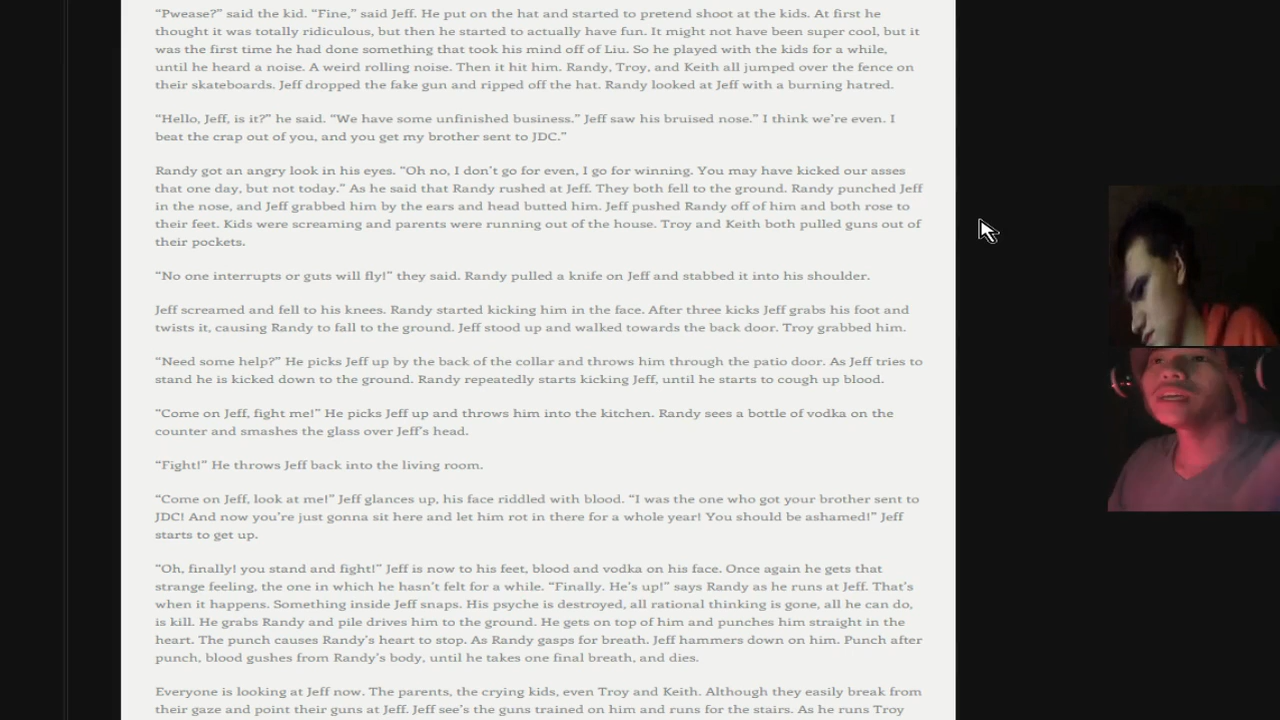 “Pwease?” said the kid. “Fine,” said Jeff. He put on the hat and started to pretend shoot at the kids. At first he
thought it was totally ridiculous, but then he started to actually have fun. It might not have been super cool, but it
was the first time he had done something that took his mind off of Liu. So he played with the kids for a while,
until he heard a noise. A weird rolling noise. Then it hit him. Randy, Troy, and Keith all jumped over the fence on
their skateboards. Jeff dropped the fake gun and ripped off the hat. Randy looked at Jeff with a burning hatred.
“Hello, Jeff, is it?” he said. “We have some unfinished business.” Jeff saw his bruised nose.” I think we’re even. I
beat the crap out of you, and you get my brother sent to JDC.”
Randy got an angry look in his eyes. “Oh no, I don’t go for even, I go for winning. You may have kicked our asses
that one day, but not today.” As he said that Randy rushed at Jeff. They both fell to the ground. Randy punched Jeff
in the nose, and Jeff grabbed him by the ears and head butted him. Jeff pushed Randy off of him and both rose to
their feet. Kids were screaming and parents were running out of the house. Troy and Keith both pulled guns out of
their pockets.
“No one interrupts or guts will fly!” they said. Randy pulled a knife on Jeff and stabbed it into his shoulder.
Jeff screamed and fell to his knees. Randy started kicking him in the face. After three kicks Jeff grabs his foot and
twists it, causing Randy to fall to the ground. Jeff stood up and walked towards the back door. Troy grabbed him.
“Need some help?” He picks Jeff up by the back of the collar and throws him through the patio door. As Jeff tries to
stand he is kicked down to the ground. Randy repeatedly starts kicking Jeff, until he starts to cough up blood.
“Come on Jeff, fight me!” He picks Jeff up and throws him into the kitchen. Randy sees a bottle of vodka on the
counter and smashes the glass over Jeff’s head.
“Fight!” He throws Jeff back into the living room.
“Come on Jeff, look at me!” Jeff glances up, his face riddled with blood. “I was the one who got your brother sent to
JDC! And now you’re just gonna sit here and let him rot in there for a whole year! You should be ashamed!” Jeff
starts to get up.
“Oh, finally! you stand and fight!” Jeff is now to his feet, blood and vodka on his face. Once again he gets that
strange feeling, the one in which he hasn’t felt for a while. “Finally. He’s up!” says Randy as he runs at Jeff. That’s
when it happens. Something inside Jeff snaps. His psyche is destroyed, all rational thinking is gone, all he can do,
is kill. He grabs Randy and pile drives him to the ground. He gets on top of him and punches him straight in the
heart. The punch causes Randy’s heart to stop. As Randy gasps for breath. Jeff hammers down on him. Punch after
punch, blood gushes from Randy’s body, until he takes one final breath, and dies.
Everyone is looking at Jeff now. The parents, the crying kids, even Troy and Keith. Although they easily break from
their gaze and point their guns at Jeff. Jeff see’s the guns trained on him and runs for the stairs. As he runs Troy